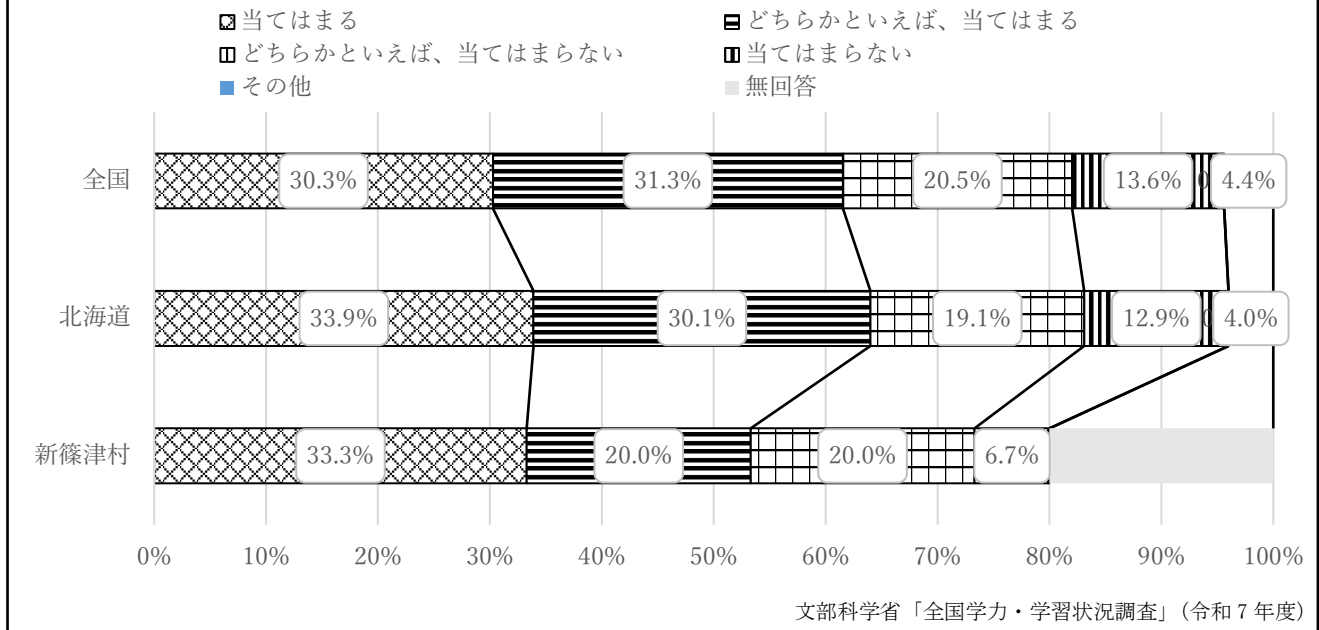 当てはまる どちらかといえば、当てはまる
どちらかといえば、当てはまらない 当てはまらない
その他 無回答
全国 30.3% 31.3% 20.5% 13.6% 4.4%
北海道 33.9% 30.1% 19.1% 12.9% 4.0%
新篠津村 33.3% 20.0% 20.0% 6.7%
0% 10% 20% 30% 40% 50% 60% 70% 80% 90% 100%
文部科学省「全国学力・学習状況調査」（令和7年度）